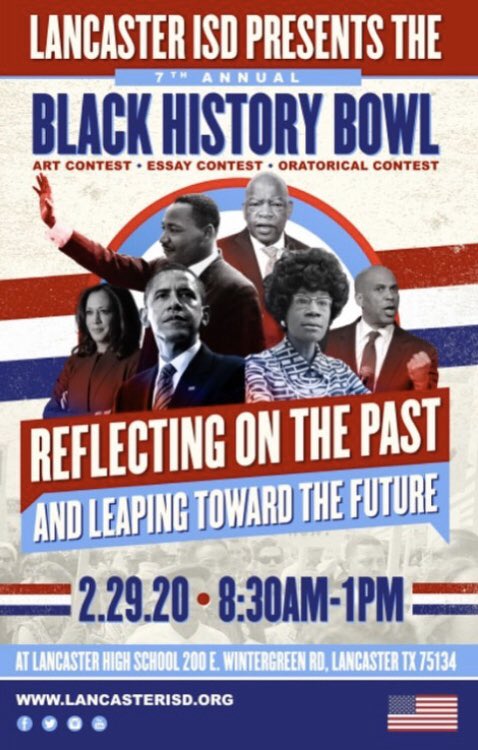 LANCASTER ISD PRESENTS THE
7TH ANNUAL
BLACK HISTORY BOWL
ART CONTEST • ESSAY CONTEST • ORATORICAL CONTEST
REFLECTING ON THE PAST
AND LEAPING TOWARD THE FUTURE
2.29.20 • 8:30AM-1PM
AT LANCASTER HIGH SCHOOL 200 E. WINTERGREEN RD, LANCASTER TX 75134
WWW.LANCASTERISD.ORG